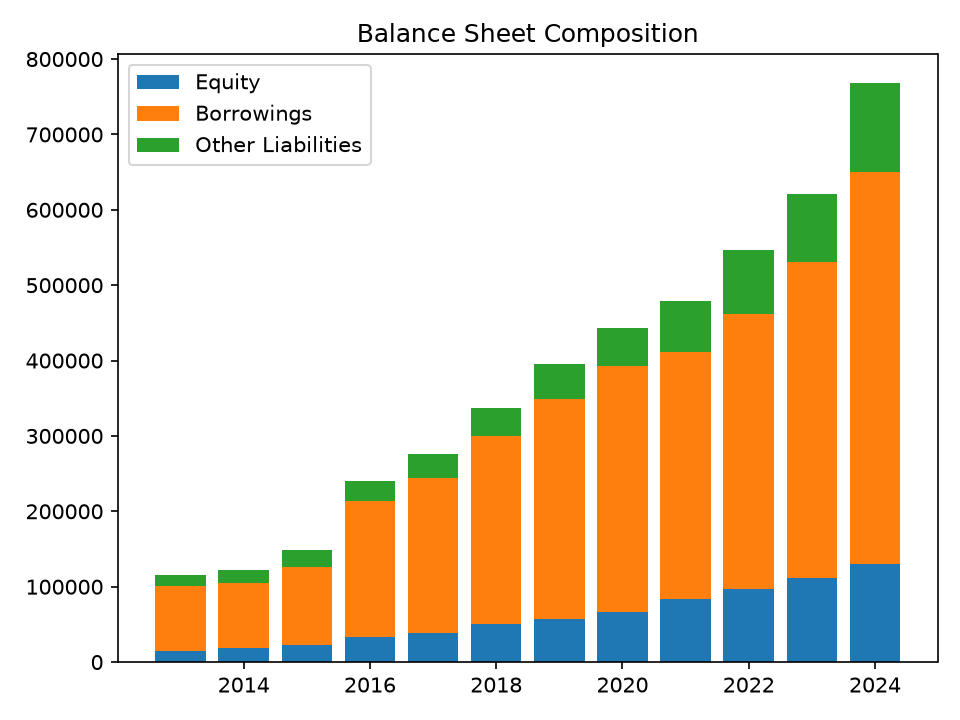 Balance Sheet Composition
800000
700000
600000
500000
400000
300000
200000
100000
0
Equity
Borrowings
Other Liabilities
2014 2016 2018 2020 2022 2024